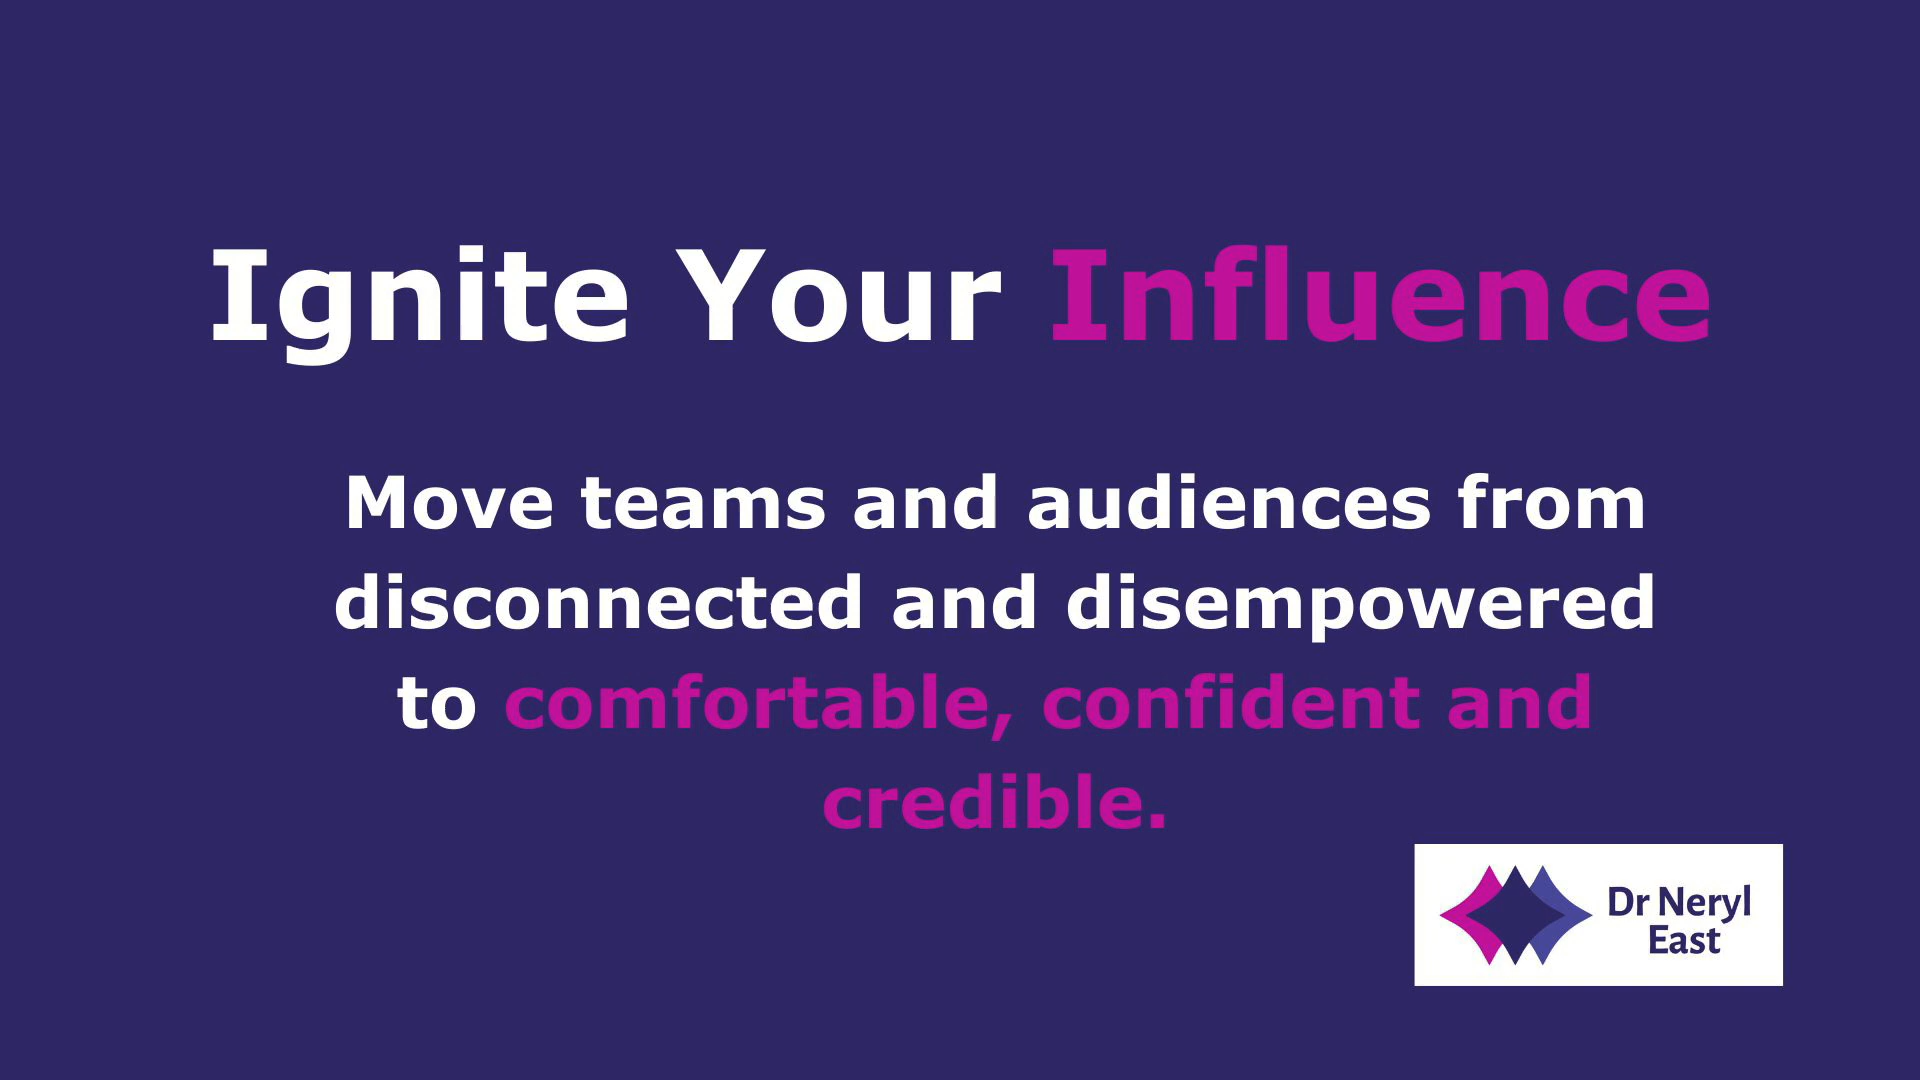 Ignite Your Influence
Move teams and audiences from
disconnected and disempowered
to comfortable, confident and
credible.
Dr Neryl
East